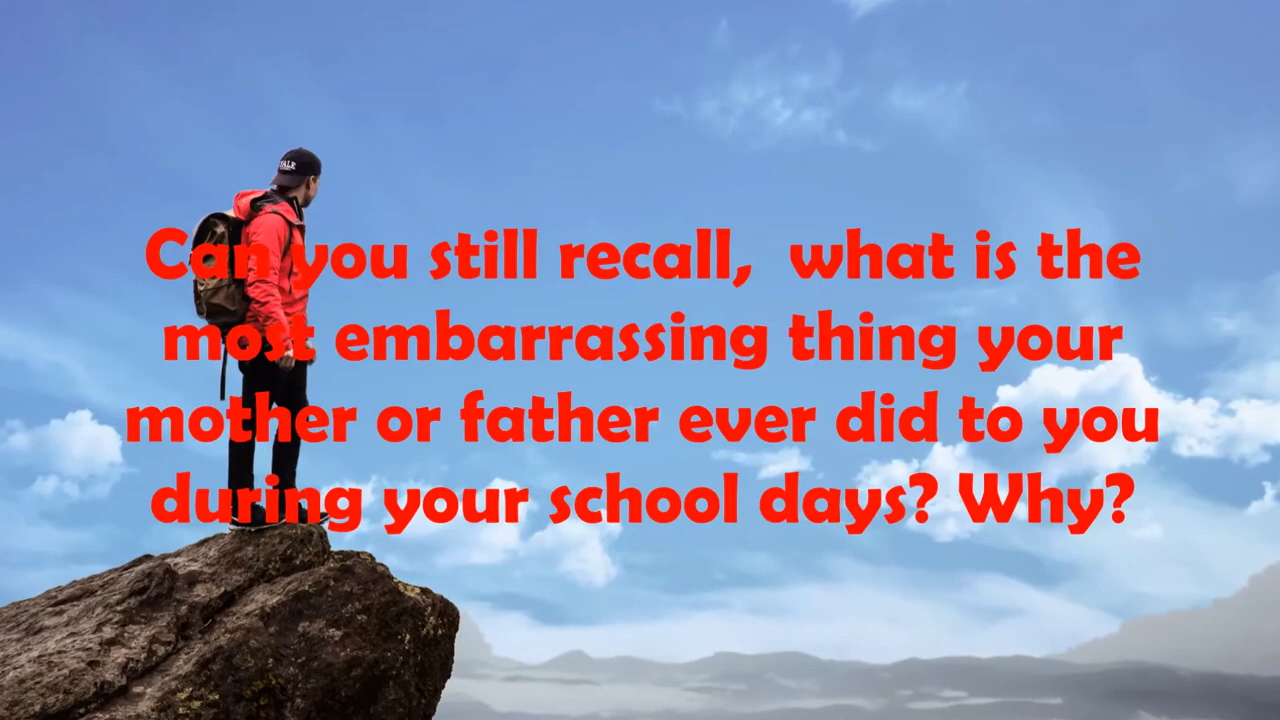 YALE
Can you still recall,  what is the
most embarrassing thing your
mother or father ever did to you
during your school days? Why?